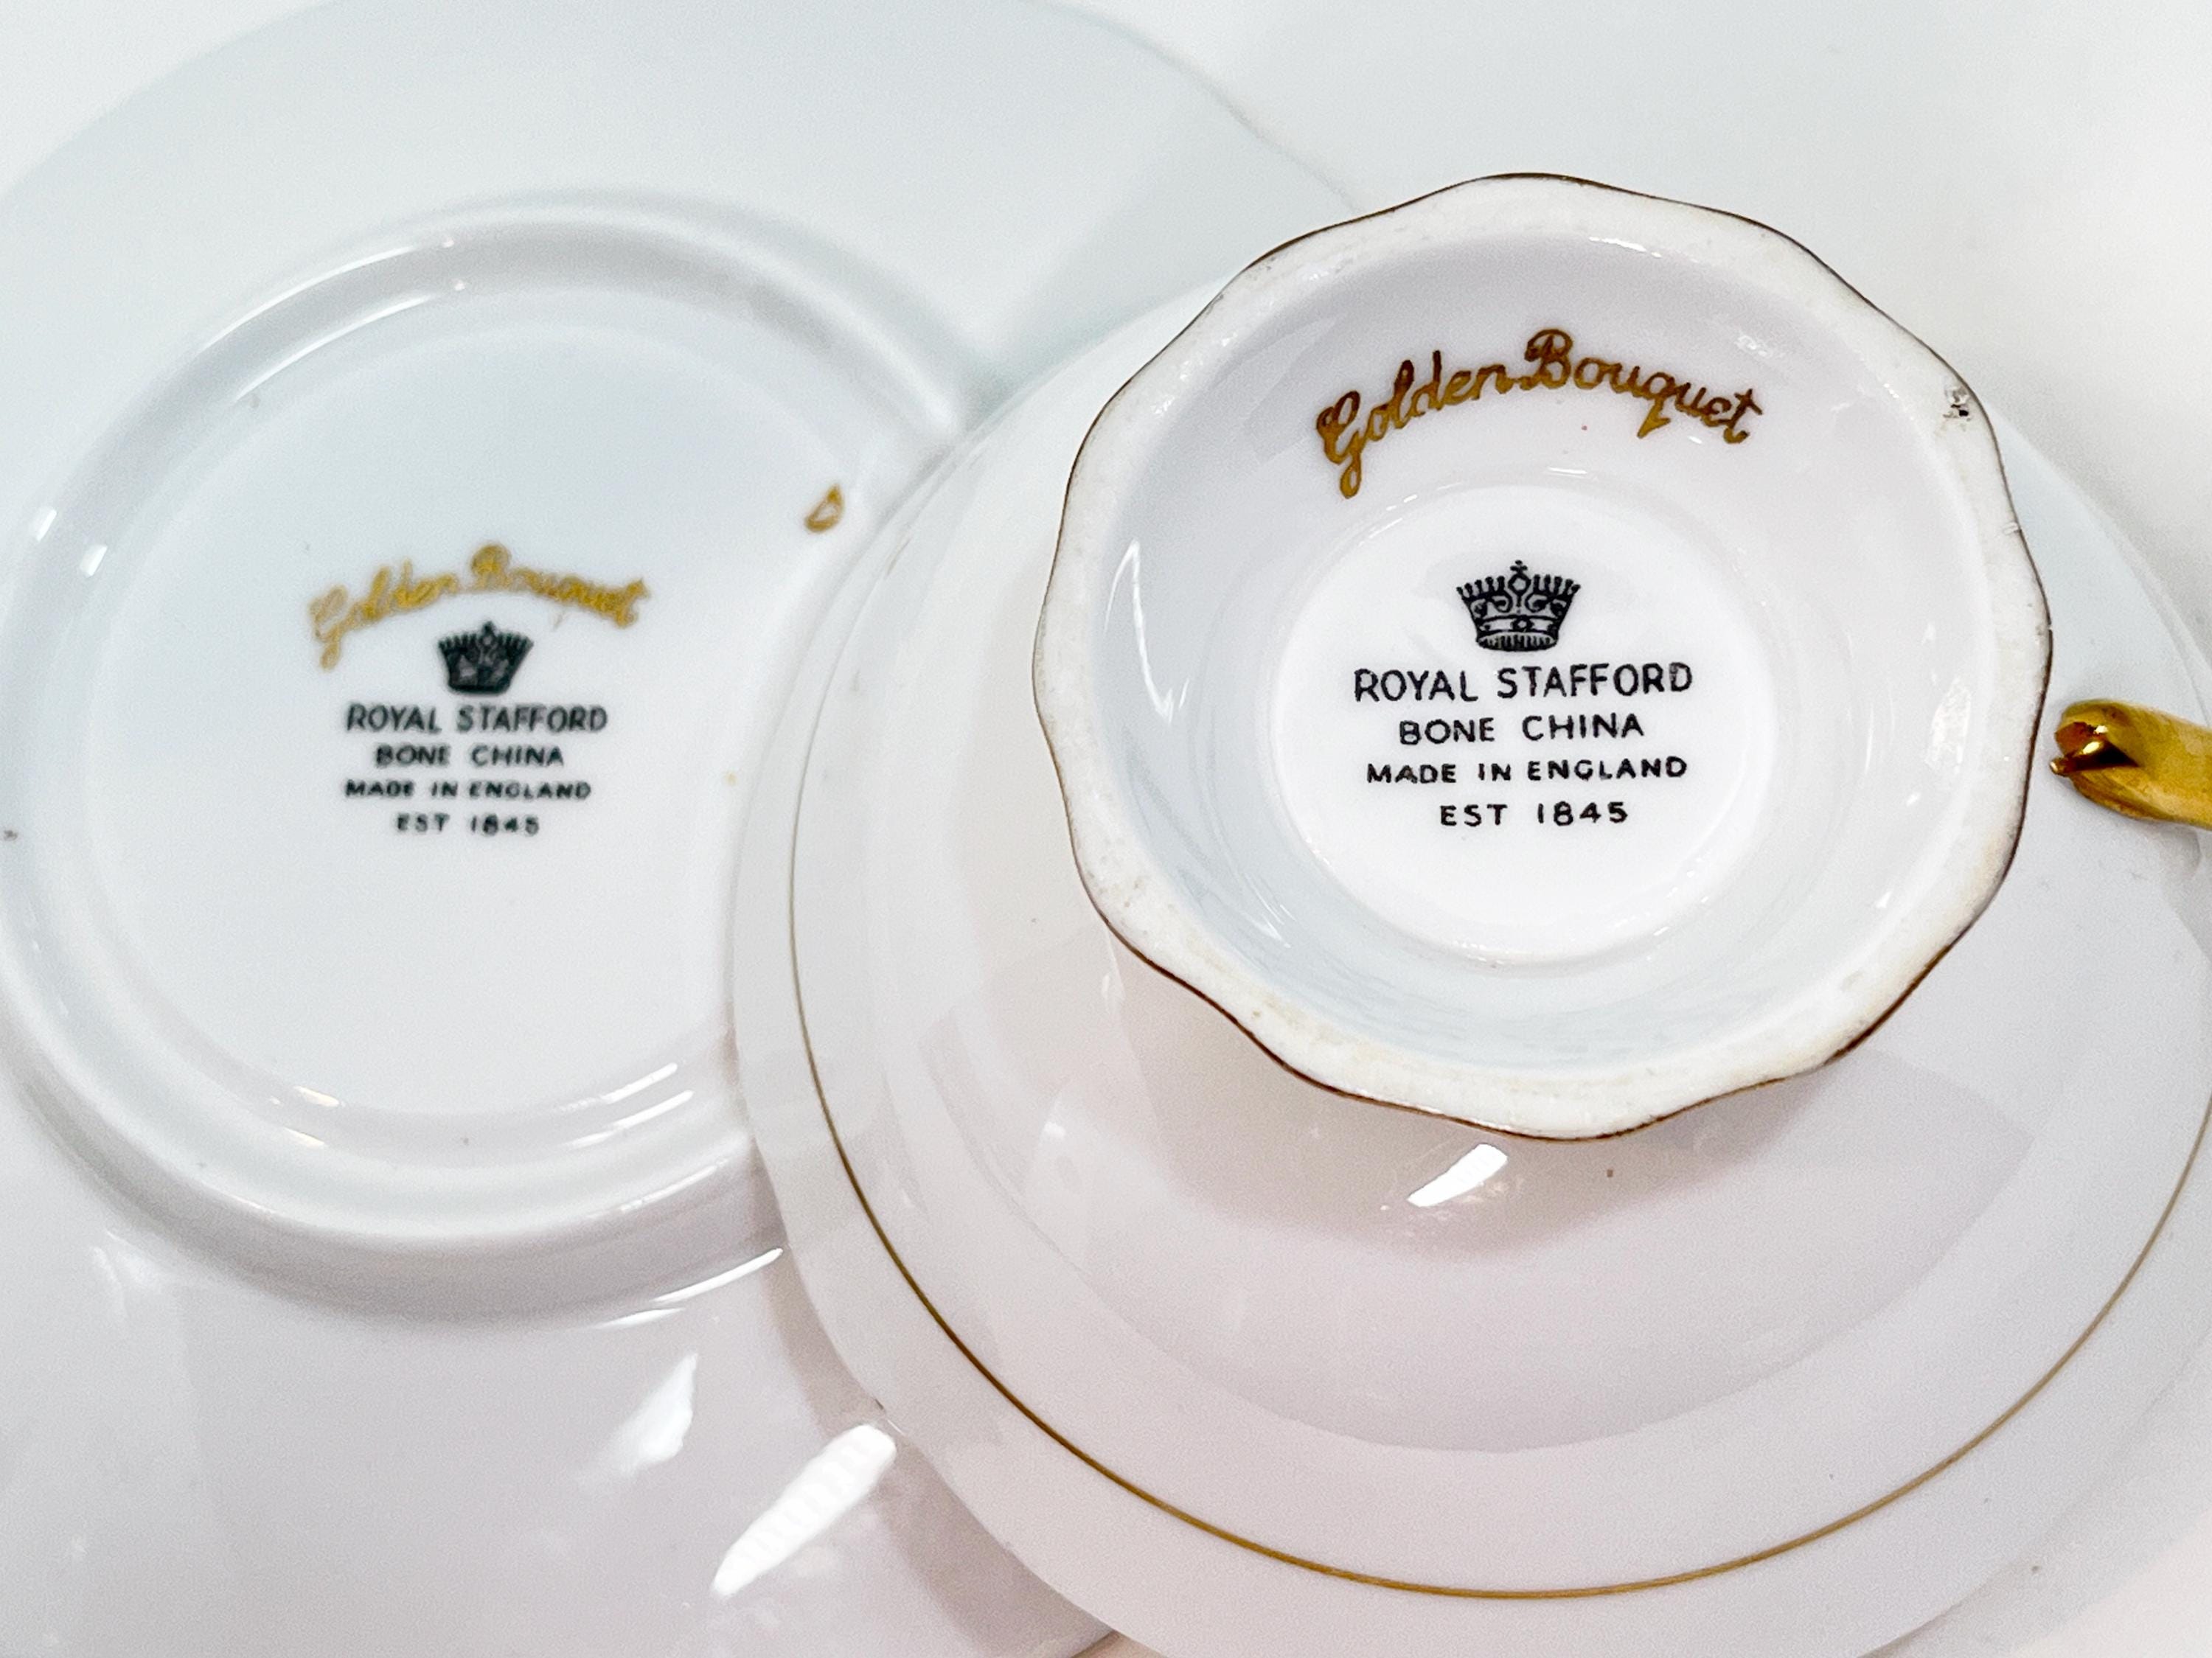 Golden Bouquet
ROYAL STAFFORD
BONE CHINA
MADE IN ENGLAND
EST 1845
Golden Bouquet
ROYAL STAFFORD
BONE CHINA
MADE IN ENGLAND
EST 1845